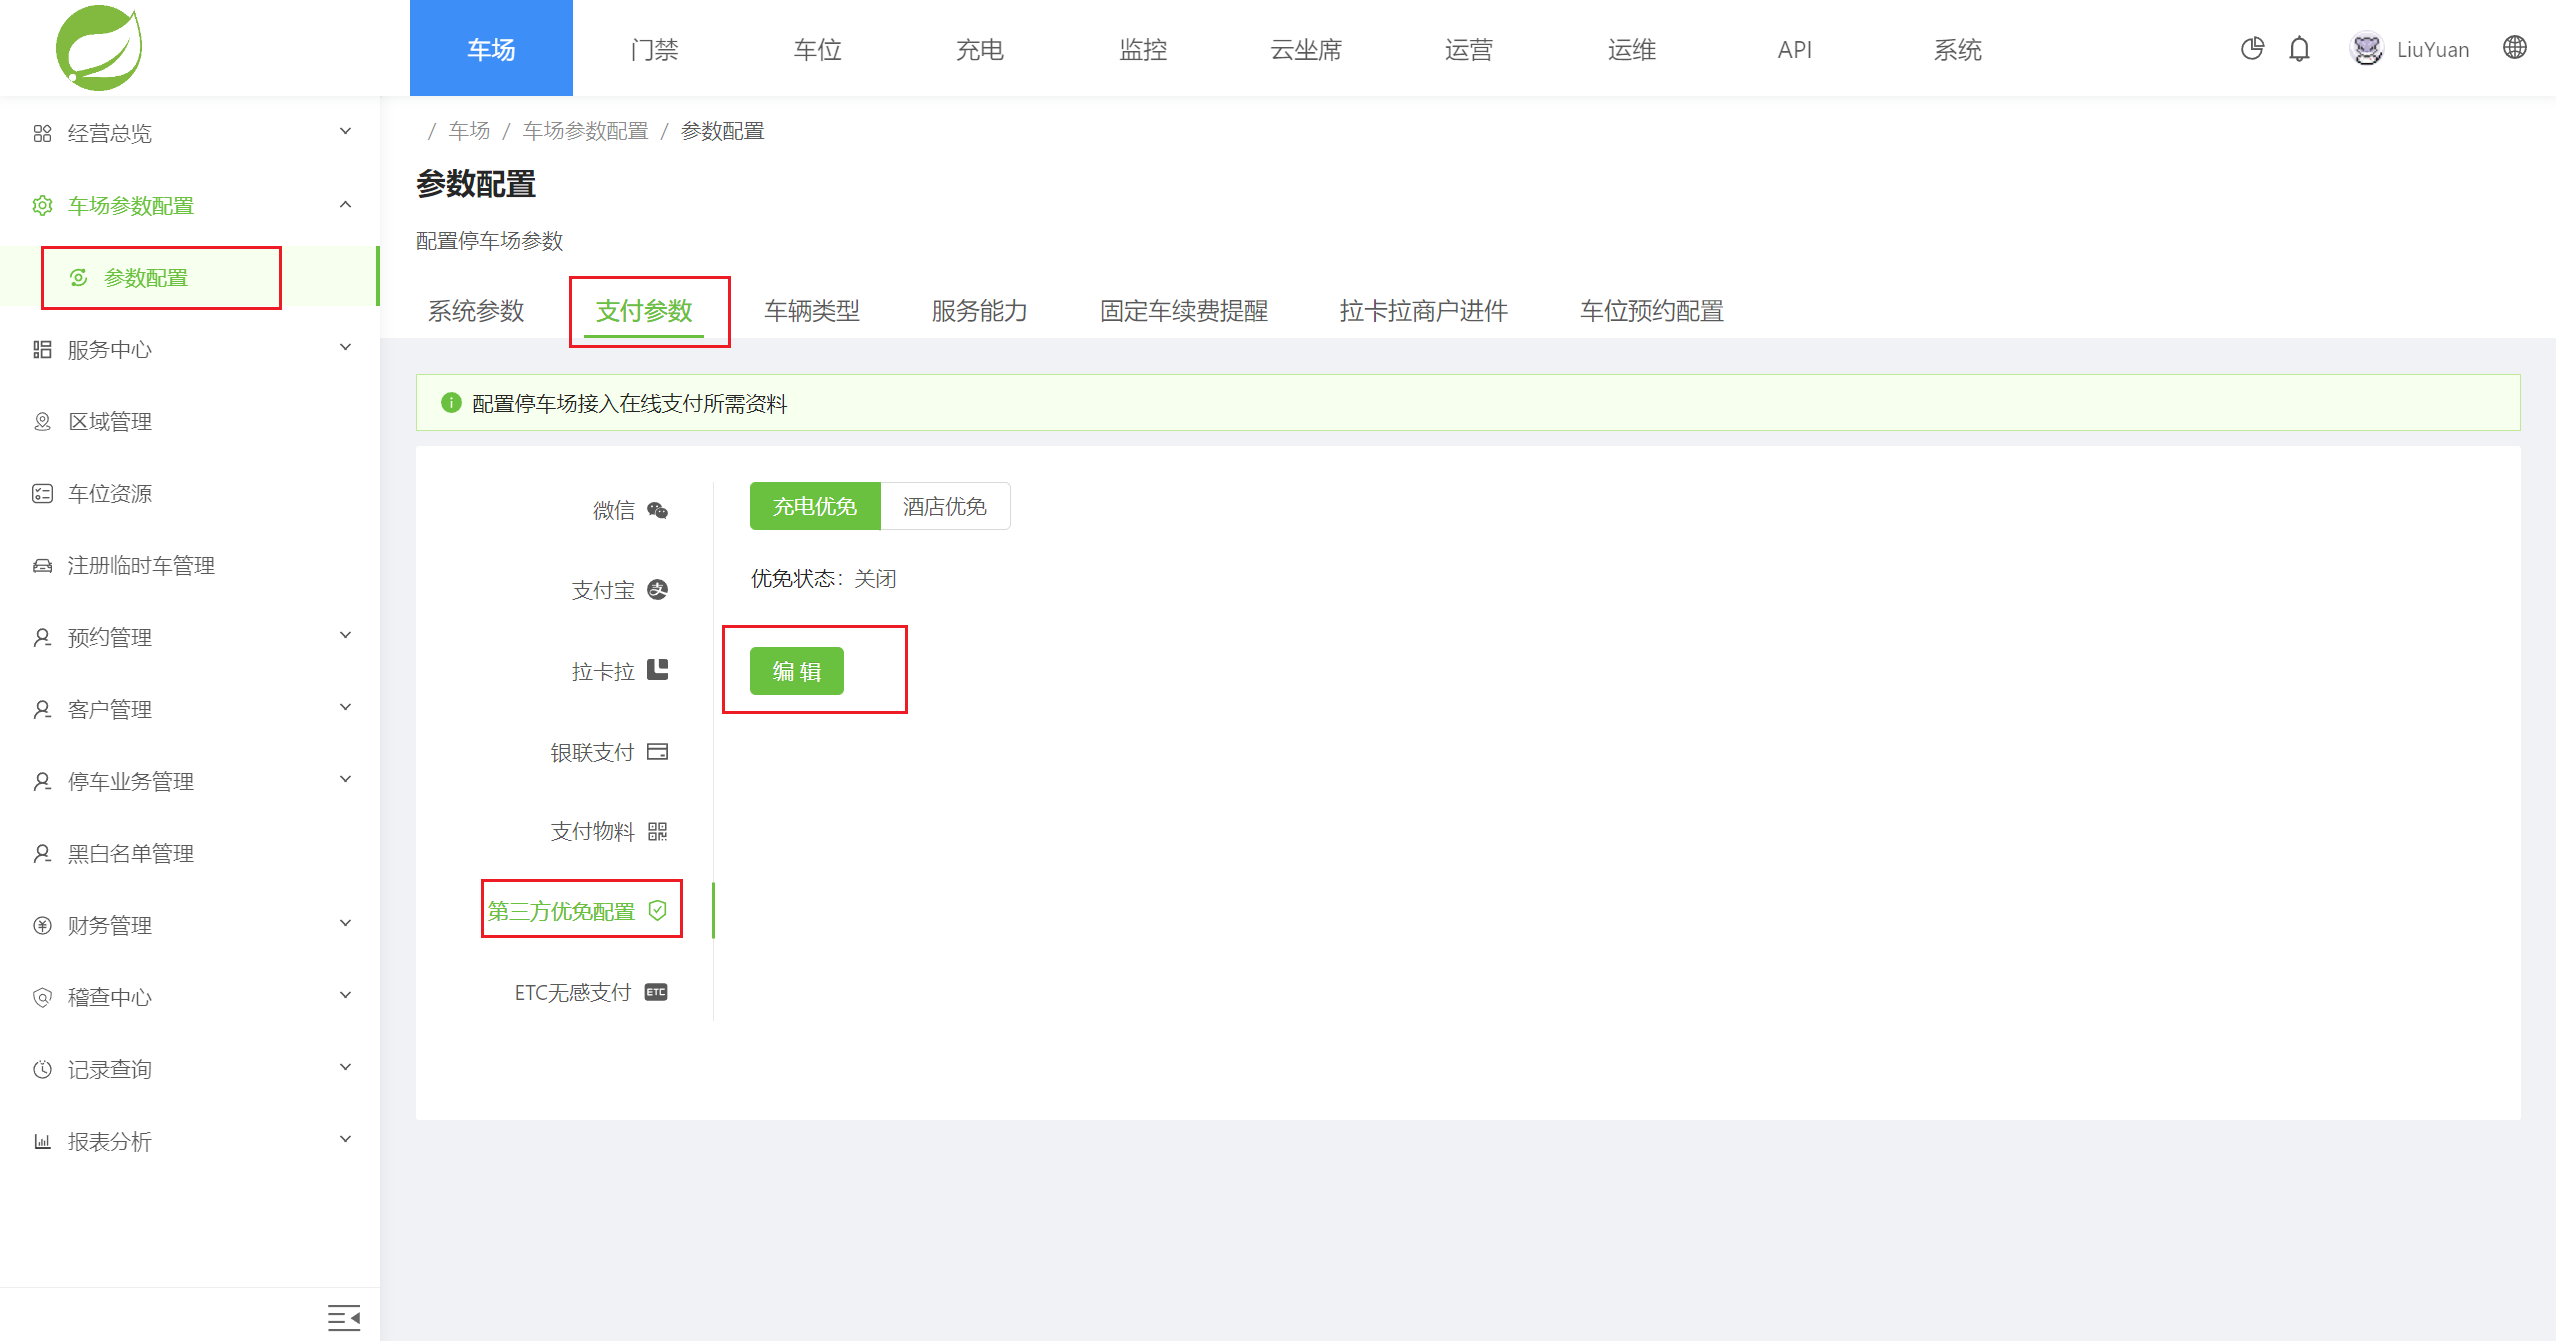 车场 门禁 车位 充电 监控 云坐席 运营 运维 API 系统 LiuYuan
经营总览
车场参数配置
参数配置
服务中心
区域管理
车位资源
注册临时车管理
预约管理
客户管理
停车业务管理
黑白名单管理
财务管理
稽查中心
记录查询
报表分析
/ 车场 / 车场参数配置 / 参数配置
参数配置
配置停车场参数
系统参数 支付参数 车辆类型 服务能力 固定车续费提醒 拉卡拉商户进件 车位预约配置
配置停车场接入在线支付所需资料
微信
支付宝
拉卡拉
银联支付
支付物料
第三方优免配置
ETC无感支付 ETC
充电优免 酒店优免
优免状态：关闭
编 辑